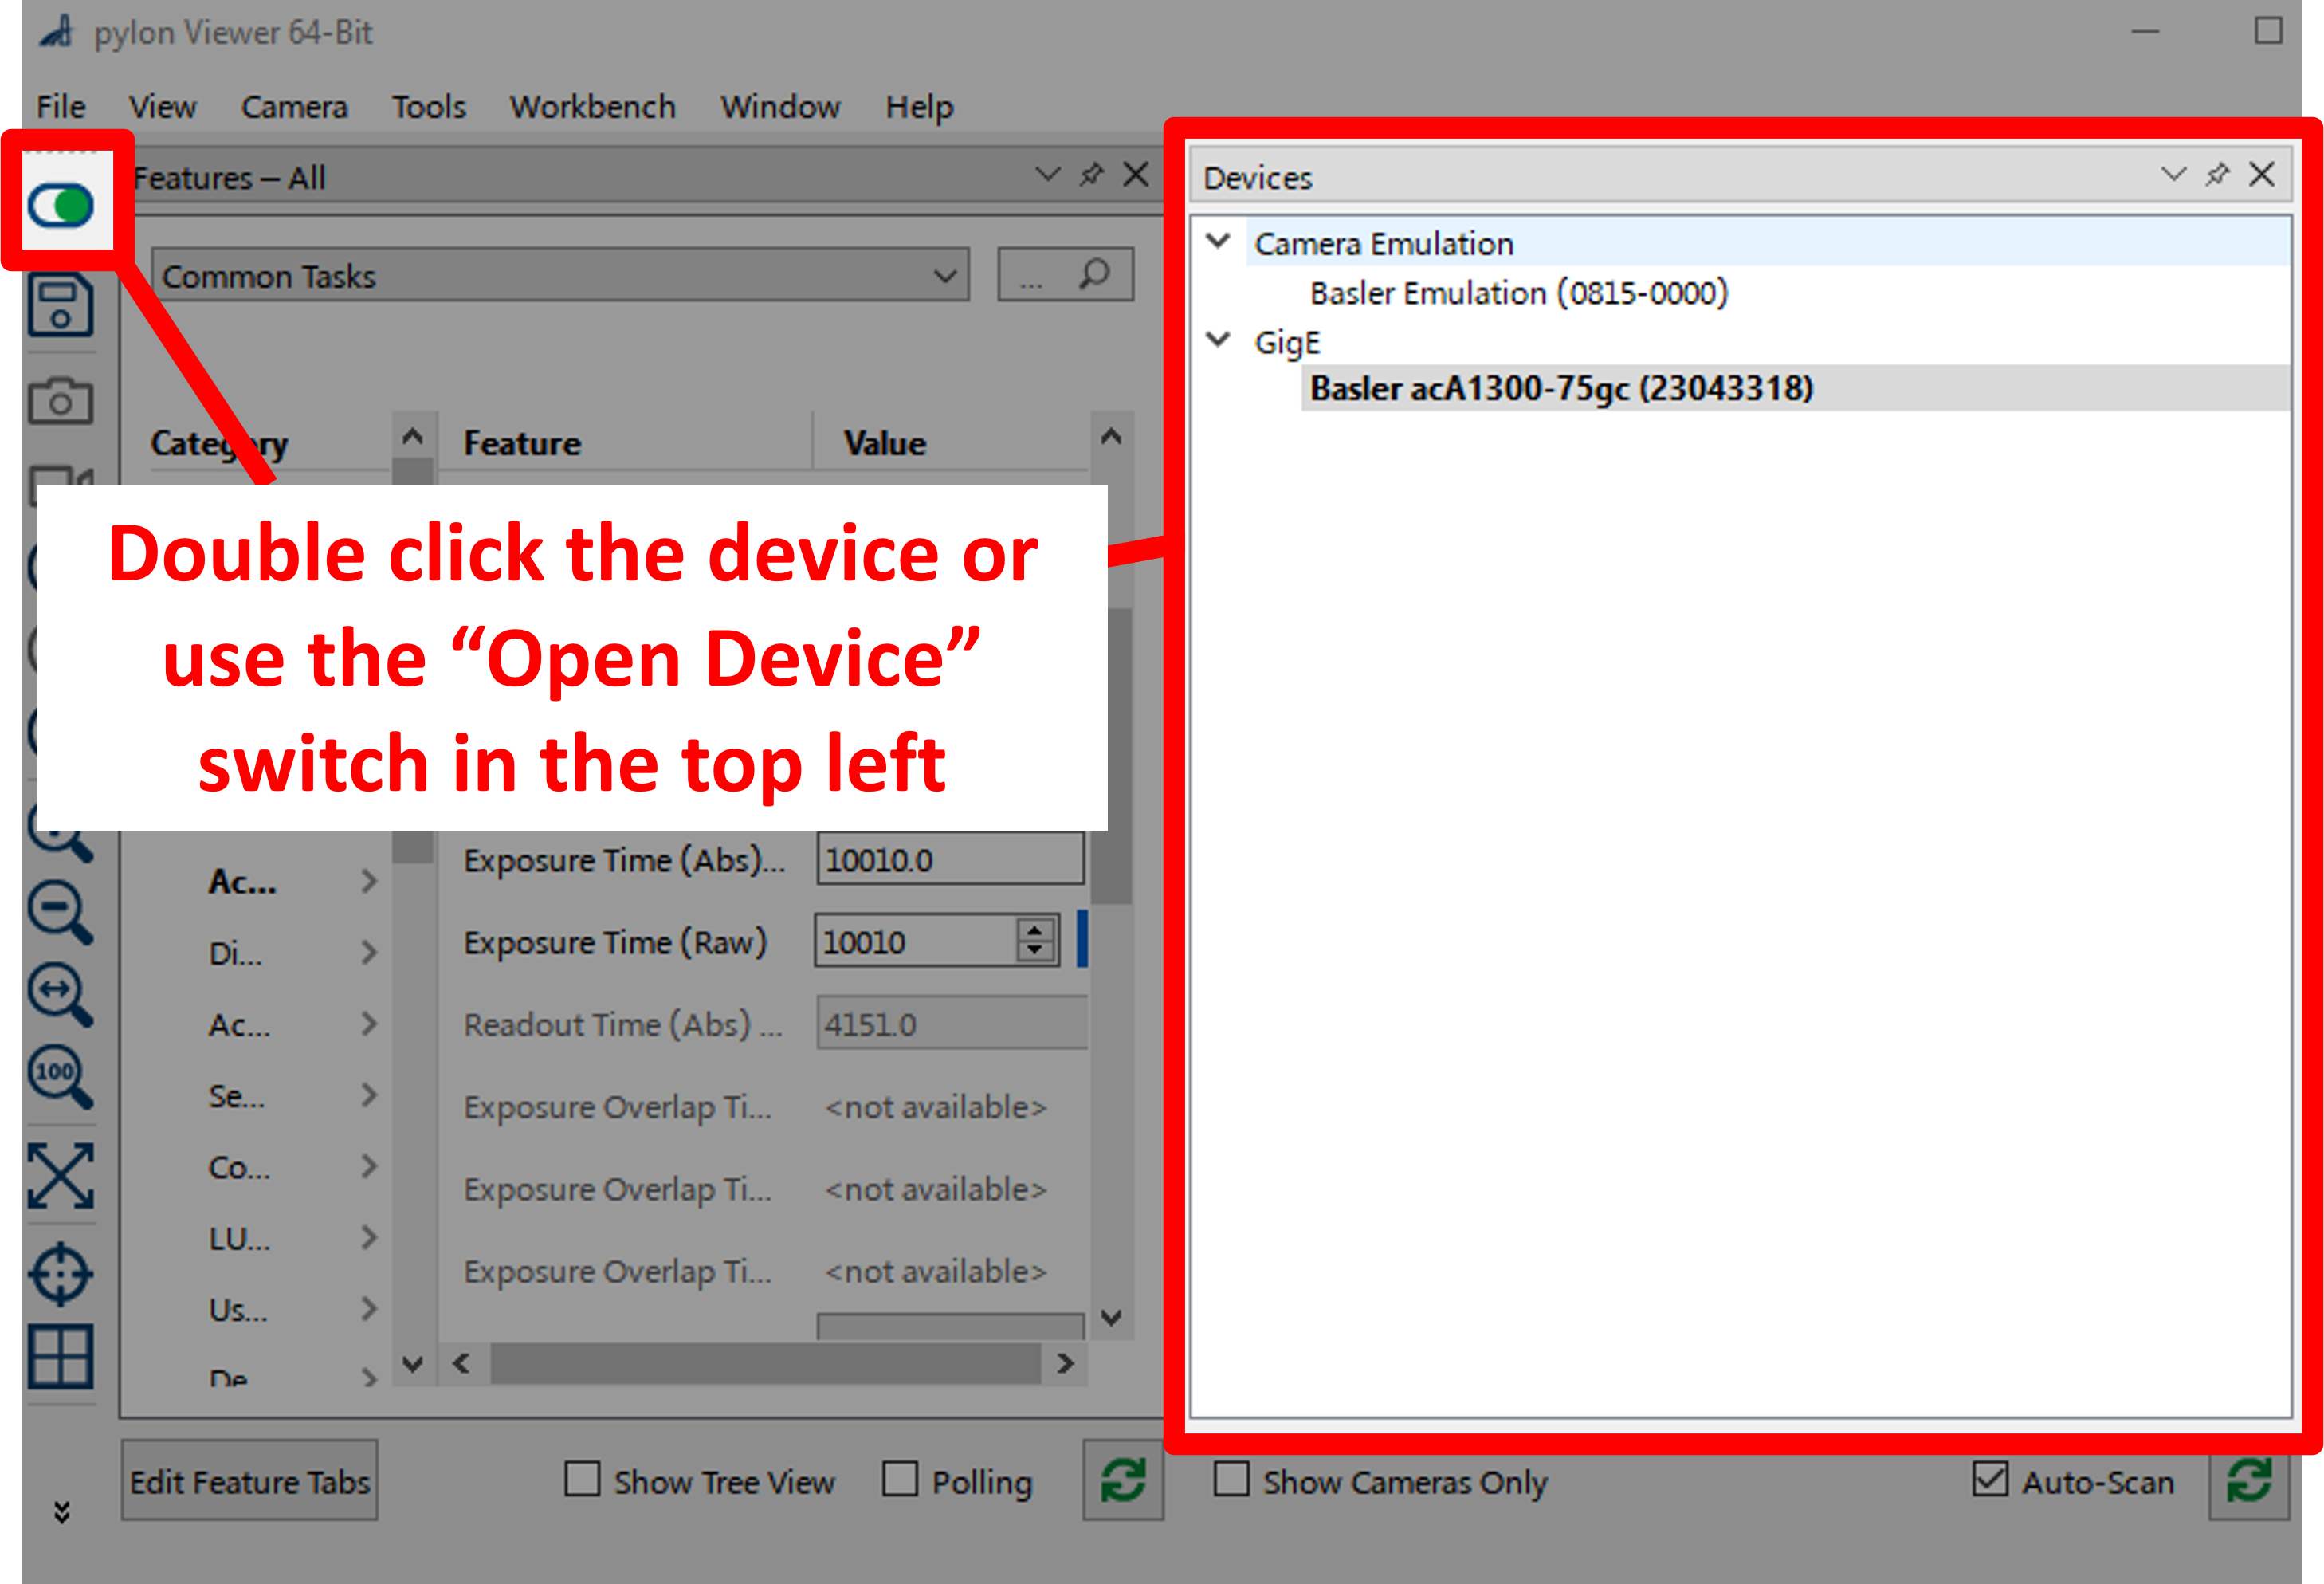 pylon Viewer 64-Bit
File View Camera Tools Workbench Window Help
Features – All
Common Tasks
...
Category Feature Value
Double click the device or
use the “Open Device”
switch in the top left
Ac... Exposure Time (Abs)... 10010.0
Di... Exposure Time (Raw) 10010
Ac... Readout Time (Abs) ... 4151.0
100
Se... Exposure Overlap Ti... <not available>
Co... Exposure Overlap Ti... <not available>
LU... Exposure Overlap Ti... <not available>
Us...
De
Edit Feature Tabs Show Tree View Polling
Devices
Camera Emulation
Basler Emulation (0815-0000)
GigE
Basler acA1300-75gc (23043318)
Show Cameras Only Auto-Scan